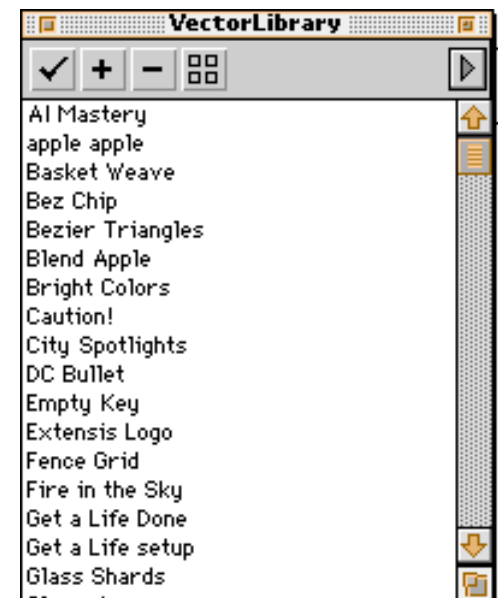 VectorLibrary
AI Mastery
apple apple
Basket Weave
Bez Chip
Bezier Triangles
Blend Apple
Bright Colors
Caution!
City Spotlights
DC Bullet
Empty Key
Extensis Logo
Fence Grid
Fire in the Sky
Get a Life Done
Get a Life setup
Glass Shards